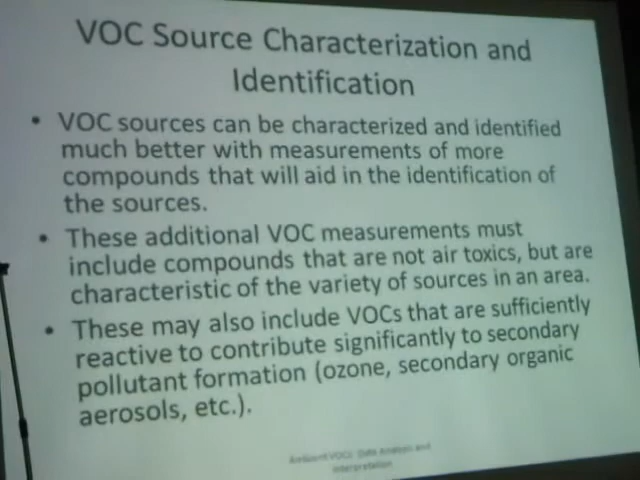 VOC Source Characterization and
Identification
• VOC sources can be characterized and identified
much better with measurements of more
compounds that will aid in the identification of
the sources.
• These additional VOC measurements must
include compounds that are not air toxics, but are
characteristic of the variety of sources in an area.
• These may also include VOCs that are sufficiently
reactive to contribute significantly to secondary
pollutant formation (ozone, secondary organic
aerosols, etc.).
Ambient VOCs Data Analysis and
Interpretation